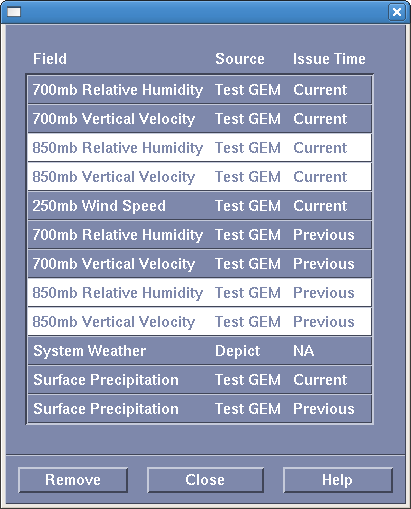 Field Source Issue Time
700mb Relative Humidity Test GEM Current
700mb Vertical Velocity Test GEM Current
850mb Relative Humidity Test GEM Current
850mb Vertical Velocity Test GEM Current
250mb Wind Speed Test GEM Current
700mb Relative Humidity Test GEM Previous
700mb Vertical Velocity Test GEM Previous
850mb Relative Humidity Test GEM Previous
850mb Vertical Velocity Test GEM Previous
System Weather Depict NA
Surface Precipitation Test GEM Current
Surface Precipitation Test GEM Previous
Remove Close Help